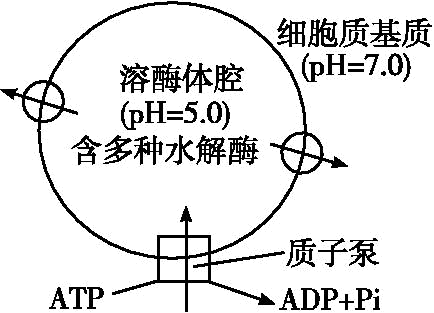 细胞质基质
(pH=7.0)
溶酶体腔
(pH=5.0)
含多种水解酶
质子泵
ATP
ADP+Pi